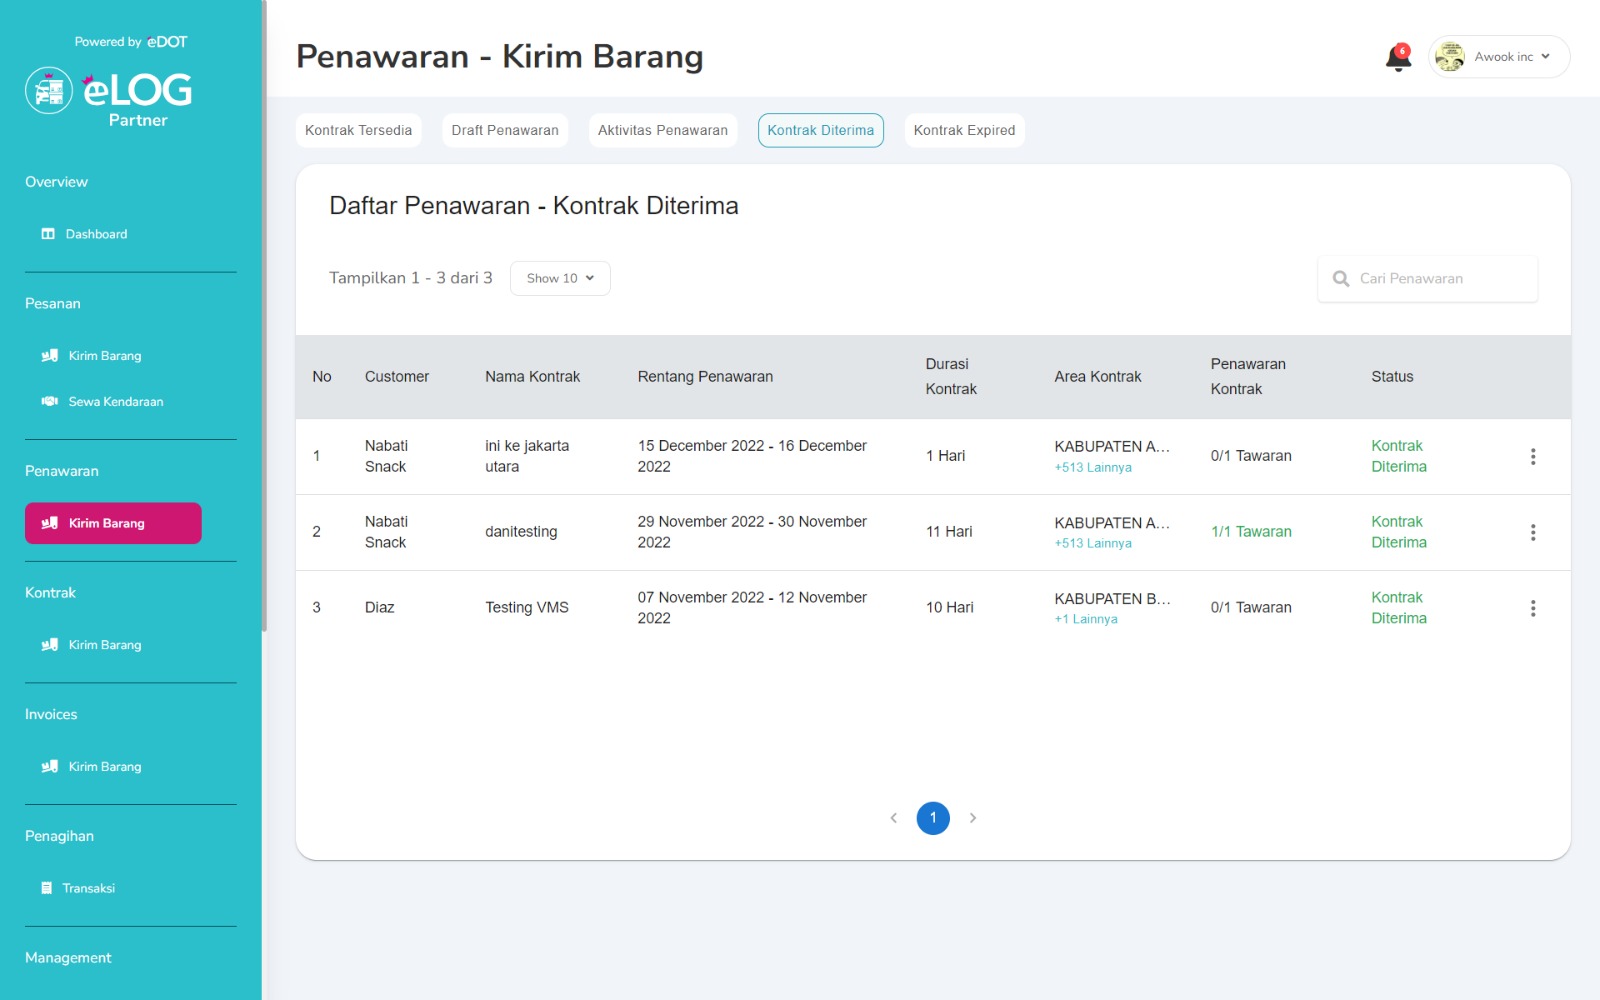 Powered by eDOT
eLOG
Partner
Overview
Dashboard
Pesanan
Kirim Barang
Sewa Kendaraan
Penawaran
Kirim Barang
Kontrak
Kirim Barang
Invoices
Kirim Barang
Penagihan
Transaksi
Management
Penawaran - Kirim Barang
6
Awook inc
Kontrak Tersedia
Draft Penawaran
Aktivitas Penawaran
Kontrak Diterima
Kontrak Expired
Daftar Penawaran - Kontrak Diterima
Tampilkan 1 - 3 dari 3
Show 10
Cari Penawaran
No
Customer
Nama Kontrak
Rentang Penawaran
Durasi
Kontrak
Area Kontrak
Penawaran
Kontrak
Status
1
Nabati
Snack
ini ke jakarta
utara
15 December 2022 - 16 December
2022
1 Hari
KABUPATEN A...
+513 Lainnya
0/1 Tawaran
Kontrak
Diterima
2
Nabati
Snack
danitesting
29 November 2022 - 30 November
2022
11 Hari
KABUPATEN A...
+513 Lainnya
1/1 Tawaran
Kontrak
Diterima
3
Diaz
Testing VMS
07 November 2022 - 12 November
2022
10 Hari
KABUPATEN B...
+1 Lainnya
0/1 Tawaran
Kontrak
Diterima
1